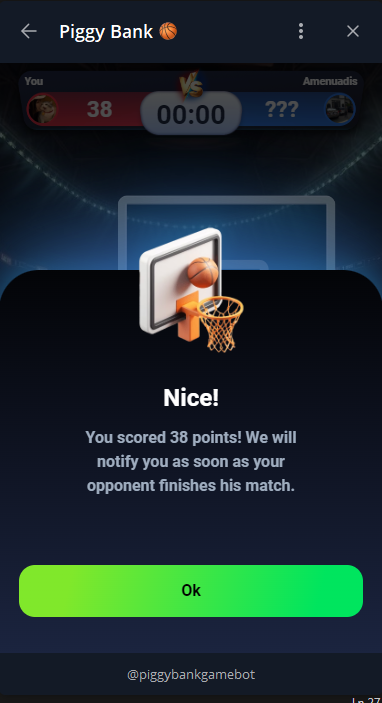 Piggy Bank 🏀
You
VS
Amenuadis
38
00:00
???
Nice!
You scored 38 points! We will
notify you as soon as your
opponent finishes his match.
Ok
@piggybankgamebot
Ln 27